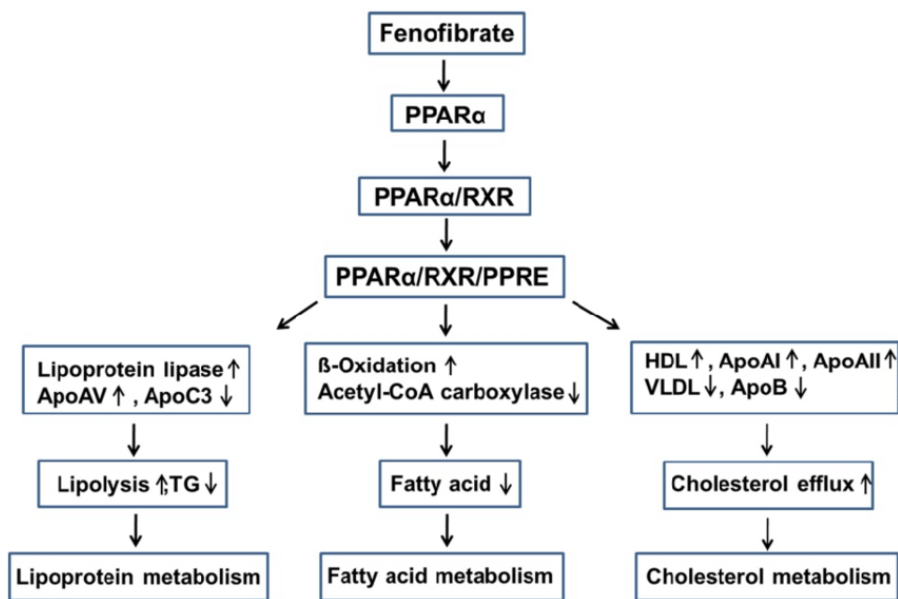 Fenofibrate
PPARα
PPARα/RXR
PPARα/RXR/PPRE
Lipoprotein lipase ↑
ApoAV ↑ , ApoC3 ↓
ß-Oxidation ↑
Acetyl-CoA carboxylase ↓
HDL ↑, ApoAI ↑, ApoAII ↑
VLDL ↓, ApoB ↓
Lipolysis ↑,TG ↓
Fatty acid ↓
Cholesterol efflux ↑
Lipoprotein metabolism
Fatty acid metabolism
Cholesterol metabolism